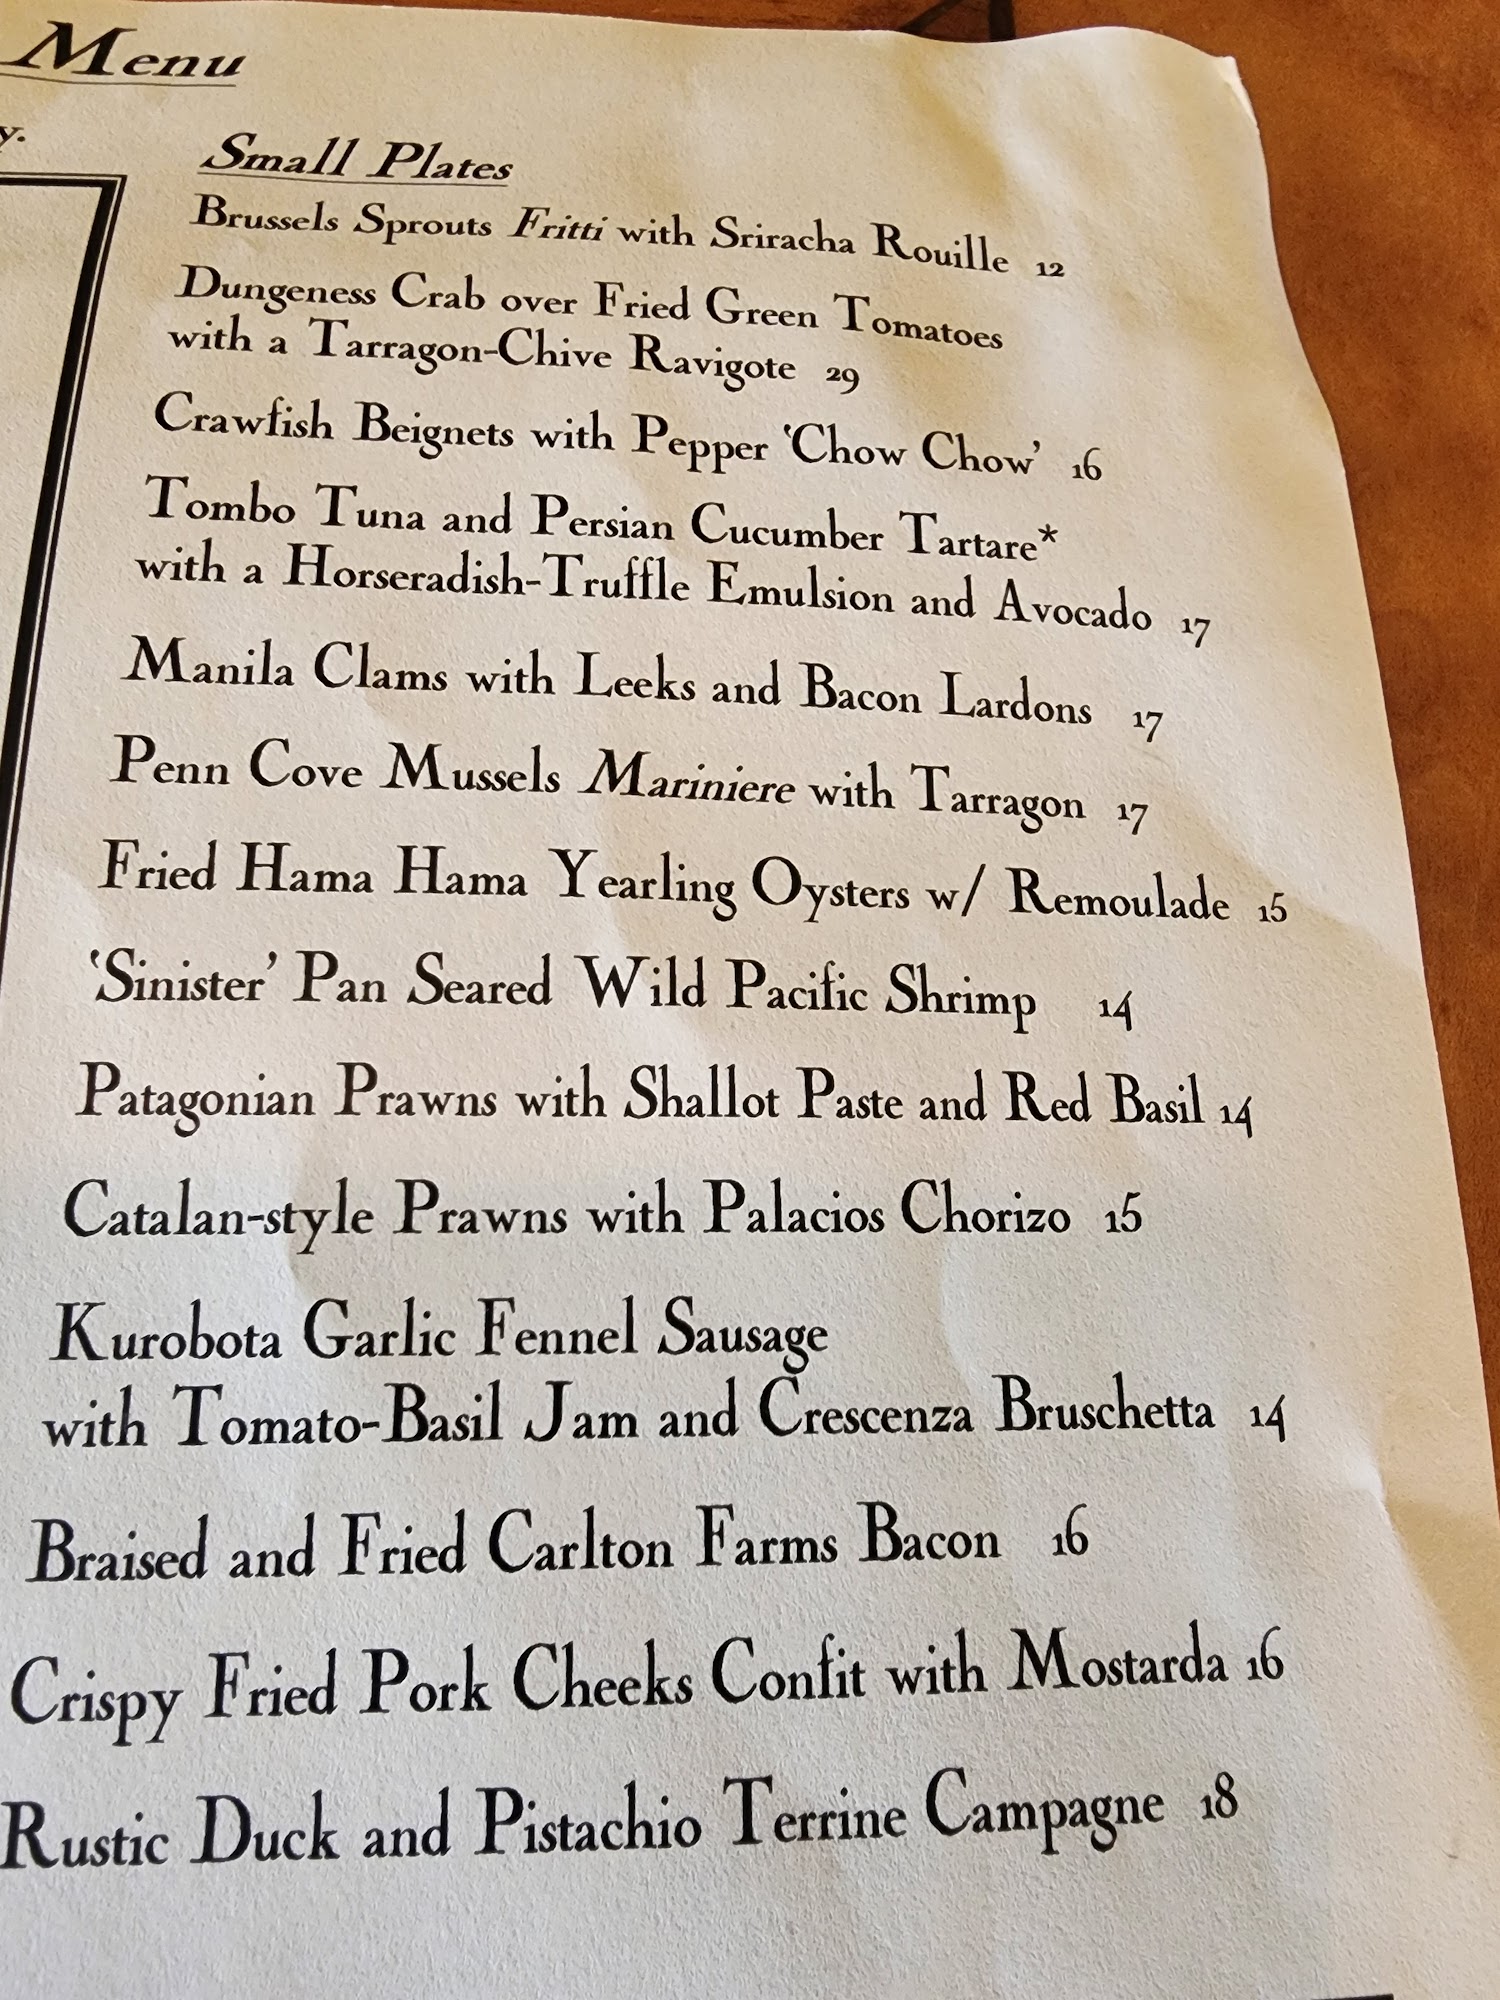 Menu
y.
Small Plates
Brussels Sprouts Fritti with Sriracha Rouille 12
Dungeness Crab over Fried Green Tomatoes
with a Tarragon-Chive Ravigote 29
Crawfish Beignets with Pepper ‘Chow Chow’ 16
Tombo Tuna and Persian Cucumber Tartare*
with a Horseradish-Truffle Emulsion and Avocado 17
Manila Clams with Leeks and Bacon Lardons 17
Penn Cove Mussels Mariniere with Tarragon 17
Fried Hama Hama Yearling Oysters w/ Remoulade 15
‘Sinister’ Pan Seared Wild Pacific Shrimp 14
Patagonian Prawns with Shallot Paste and Red Basil 14
Catalan-style Prawns with Palacios Chorizo 15
Kurobota Garlic Fennel Sausage
with Tomato-Basil Jam and Crescenza Bruschetta 14
Braised and Fried Carlton Farms Bacon 16
Crispy Fried Pork Cheeks Confit with Mostarda 16
Rustic Duck and Pistachio Terrine Campagne 18